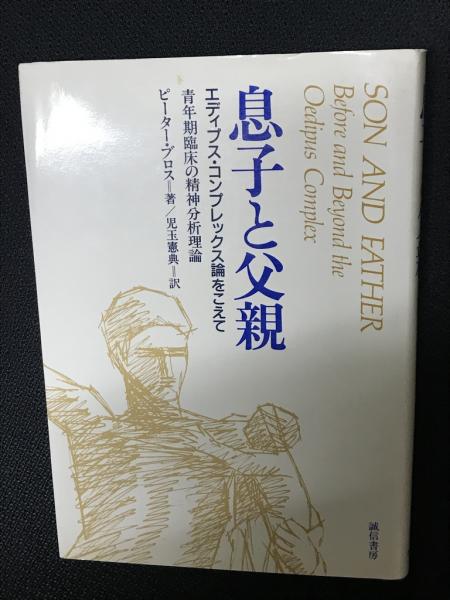 SON AND FATHER
Before and Beyond the
Oedipus Complex
息子と父親
エディプス・コンプレックス論をこえて
青年期臨床の精神分析理論
ピーター・ブロス＝著／児玉憲典＝訳
誠信書房